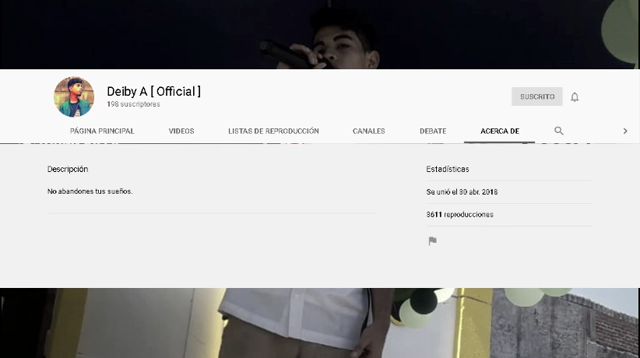 Deiby A [ Official ]
198 suscriptores
SUSCRITO
PÁGINA PRINCIPAL VIDEOS LISTAS DE REPRODUCCIÓN CANALES DEBATE ACERCA DE
Descripción
No abandones tus sueños.
Estadísticas
Se unió el 30 abr. 2018
8611 reproducciones